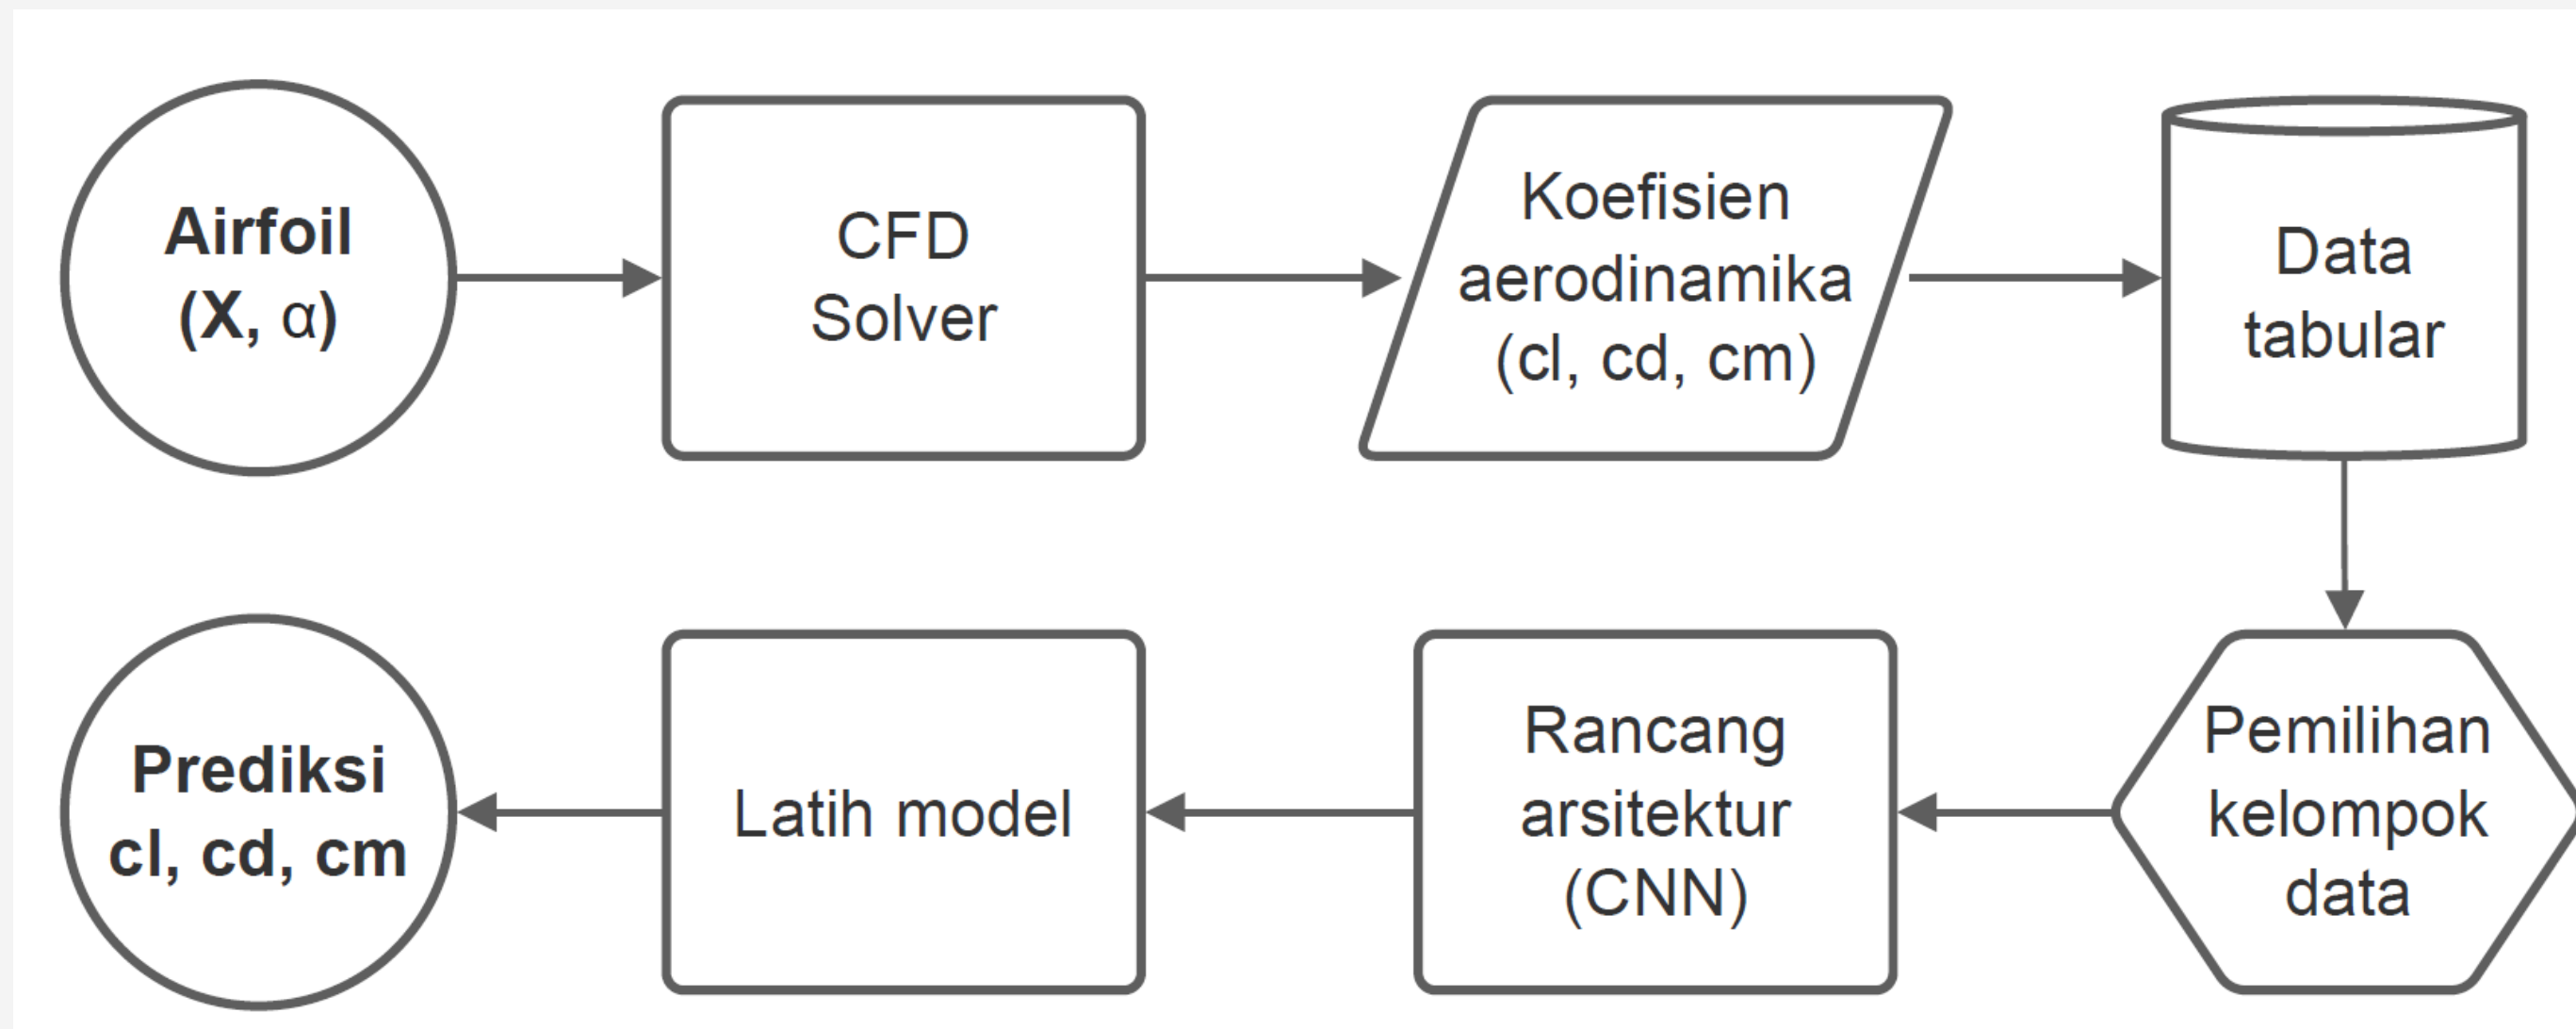 Airfoil
(X, α)
CFD
Solver
Koefisien
aerodinamika
(cl, cd, cm)
Data
tabular
Pemilihan
kelompok
data
Rancang
arsitektur
(CNN)
Latih model
Prediksi
cl, cd, cm